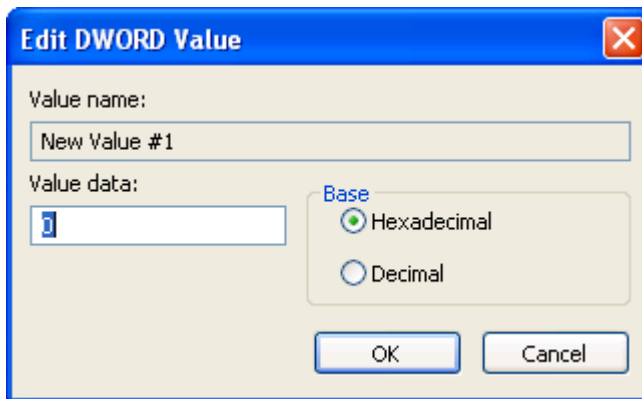 Edit DWORD Value
Value name:
New Value #1
Value data:
0
Base
Hexadecimal
Decimal
OK
Cancel